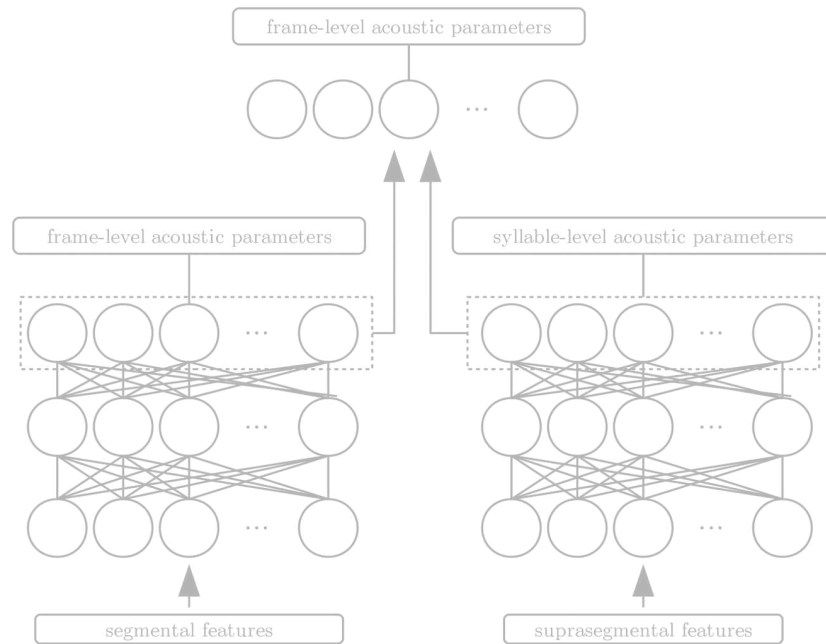 frame-level acoustic parameters
...
frame-level acoustic parameters
syllable-level acoustic parameters
...
...
...
...
...
...
segmental features
suprasegmental features